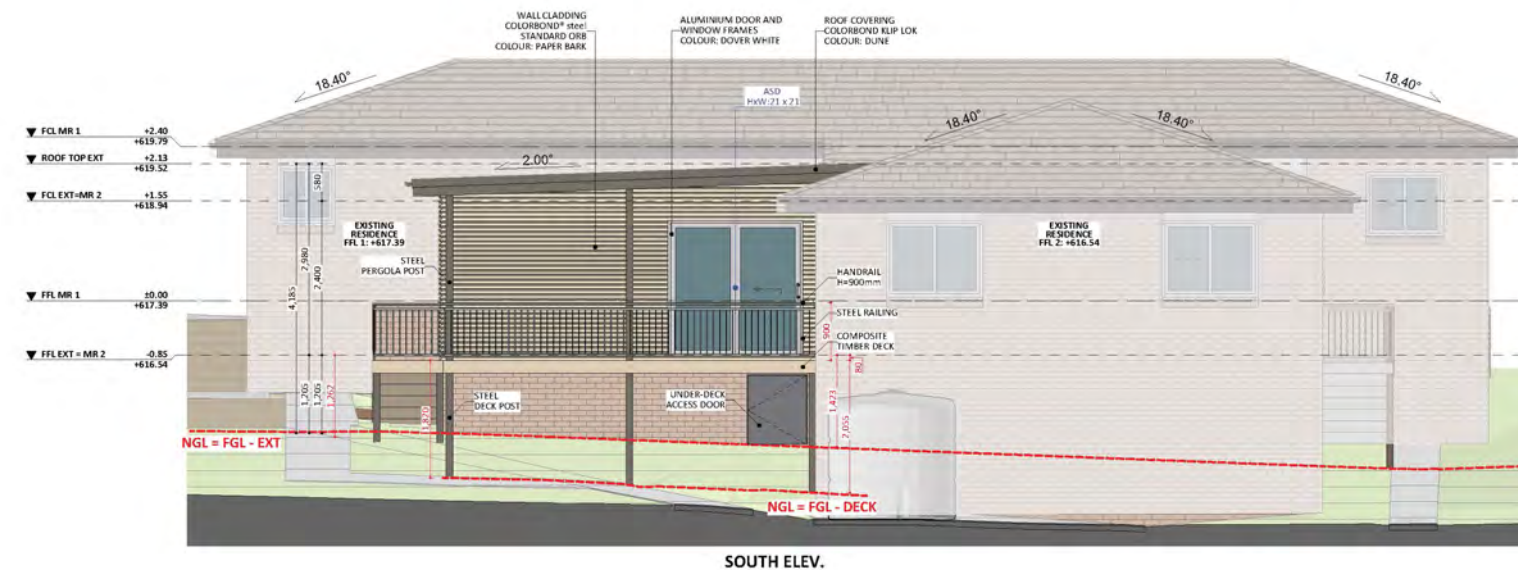 WALL CLADDING
COLORBOND® steel
STANDARD ORB
COLOUR: PAPER BARK
ALUMINIUM DOOR AND
WINDOW FRAMES
COLOUR: DOVER WHITE
ROOF COVERING
COLORBOND KLIP LOK
COLOUR: DUNE
18.40°
18.40°
ASD
HxW:21 x 21
18.40°
18.40°
FCL MR 1 +2.40
+619.79
ROOF TOP EXT +2.13
+619.52
2.00°
580
FCL EXT=MR 2 +1.55
+618.94
EXISTING
RESIDENCE
FFL 1: +617.39
EXISTING
RESIDENCE
FFL 2: +616.54
STEEL
PERGOLA POST
2,980
2,400
4,185
HANDRAIL
H=900mm
FFL MR 1 ±0.00
+617.39
STEEL RAILING
900
COMPOSITE
TIMBER DECK
FFL EXT = MR 2 -0.85
+616.54
80
1,205
1,205
1,262
1,820
STEEL
DECK POST
UNDER-DECK
ACCESS DOOR
1,423
2,055
NGL = FGL - EXT
NGL = FGL - DECK
SOUTH ELEV.